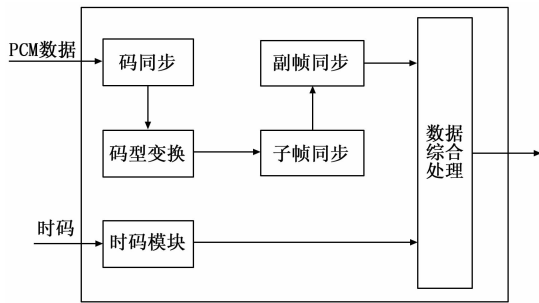 PCM数据
码同步
副帧同步
码型变换
子帧同步
数据
综合
处理
时码
时码模块